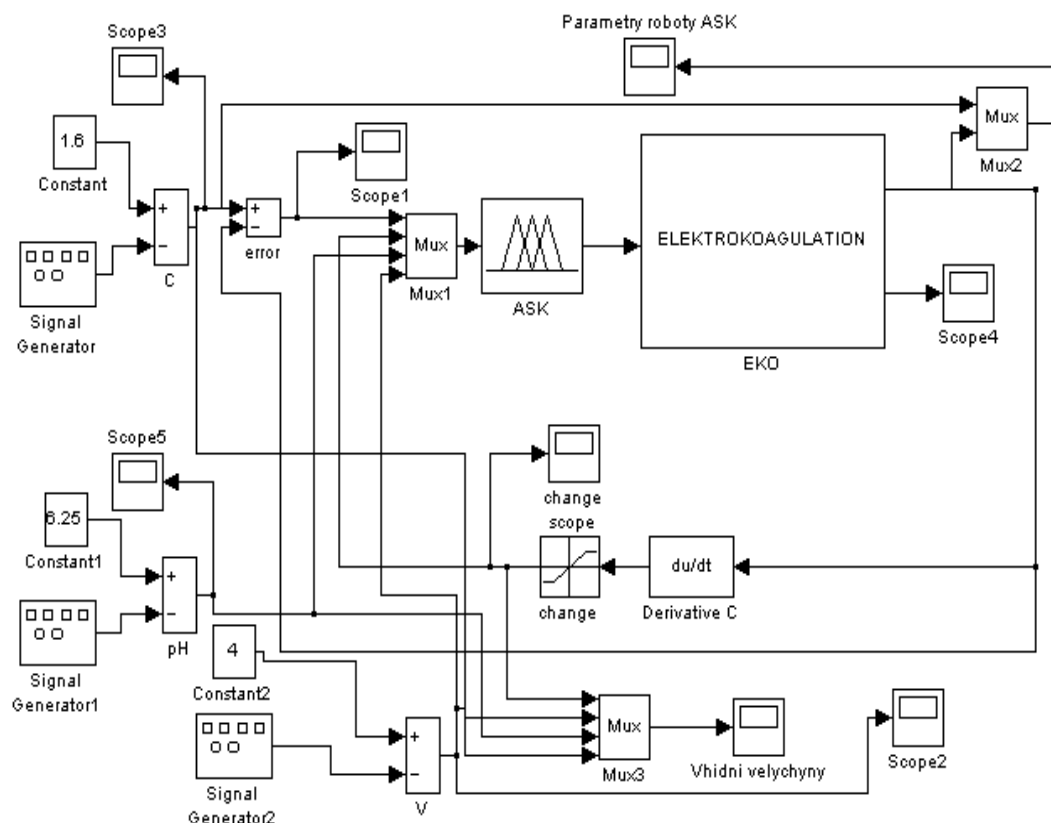 Parametry roboty ASK
Scope3
Mux
Mux2
1.6
Constant
+
−
C
Signal
Generator
+
−
error
Scope1
Mux
Mux1
ASK
ELEKTROKOAGULATION
EKO
Scope4
Scope5
6.25
Constant1
+
−
pH
Signal
Generator1
change
scope
change
du/dt
Derivative C
4
Constant2
+
−
V
Signal
Generator2
Mux
Mux3
Vhidni velychyny
Scope2